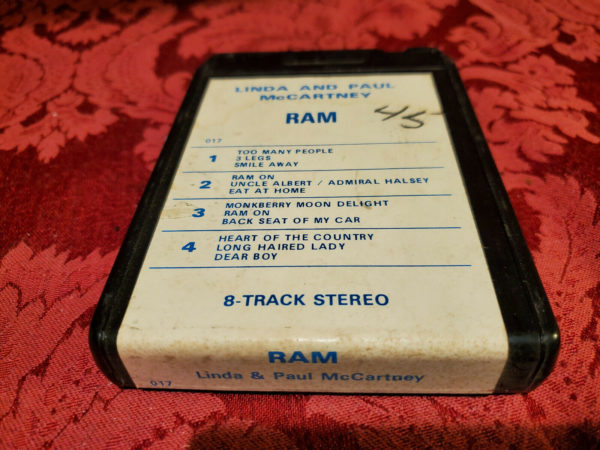 LINDA AND PAUL
McCARTNEY
RAM
45
017
1 TOO MANY PEOPLE
3 LEGS
SMILE AWAY
2 RAM ON
UNCLE ALBERT / ADMIRAL HALSEY
EAT AT HOME
3 MONKBERRY MOON DELIGHT
RAM ON
BACK SEAT OF MY CAR
4 HEART OF THE COUNTRY
LONG HAIRED LADY
DEAR BOY
8-TRACK STEREO
RAM
Linda & Paul McCartney
017